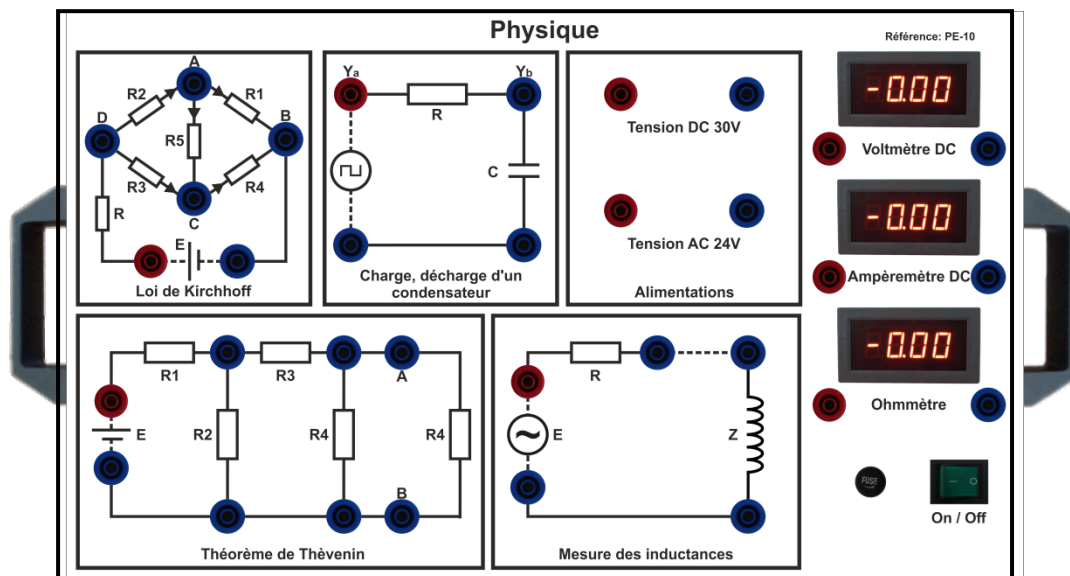 Physique
Référence: PE-10
A
R2
R1
D
B
R5
R3
R4
C
R
E
Loi de Kirchhoff
Ya
Yb
R
C
Charge, décharge d'un
condensateur
Tension DC 30V
Tension AC 24V
Alimentations
-0.00
Voltmètre DC
-0.00
Ampèremètre DC
-0.00
Ohmmètre
R1
R3
A
E
R2
R4
R4
B
Théorème de Thèvenin
R
E
Z
Mesure des inductances
FUSE
On / Off